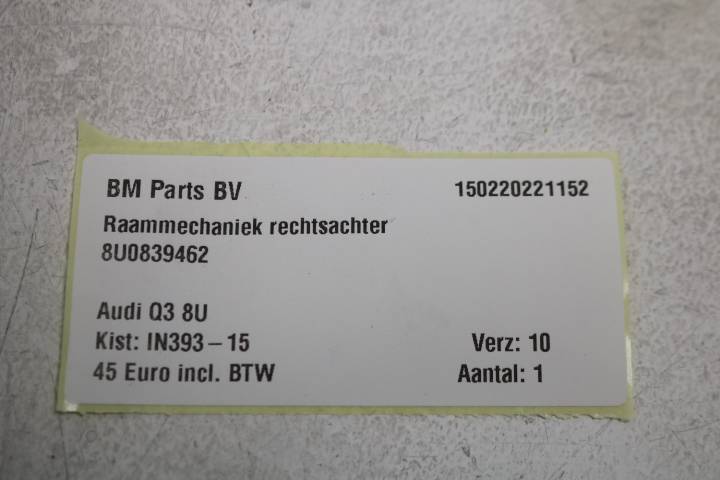 BM Parts BV 150220221152
Raammechaniek rechtsachter
8U0839462
Audi Q3 8U
Kist: IN393-15 Verz: 10
45 Euro incl. BTW Aantal: 1